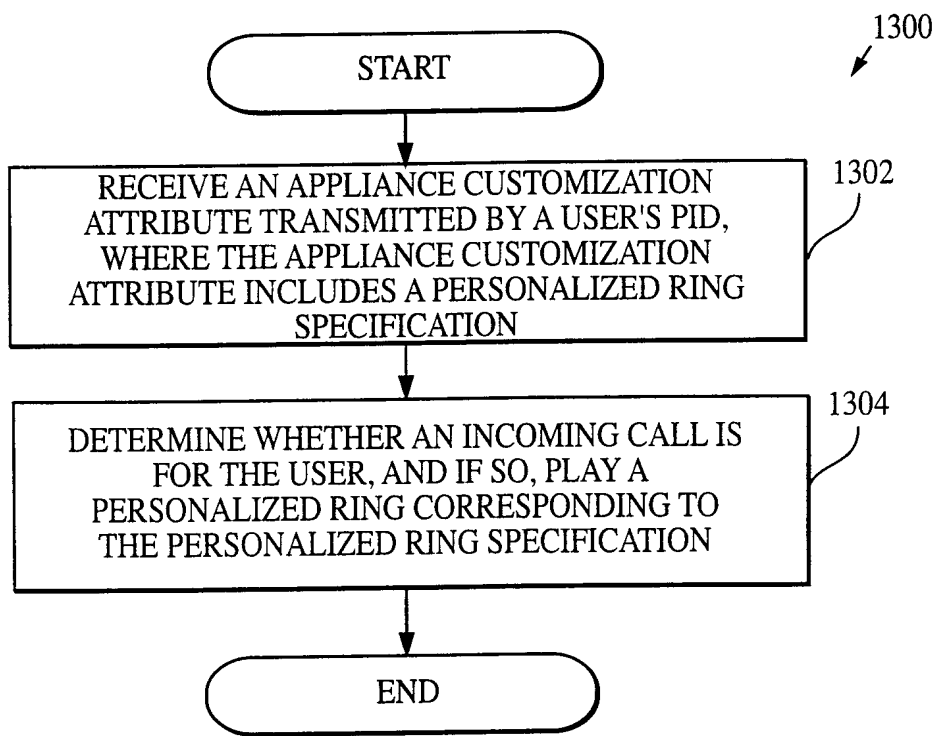 1300
START
1302
RECEIVE AN APPLIANCE CUSTOMIZATION
ATTRIBUTE TRANSMITTED BY A USER'S PID,
WHERE THE APPLIANCE CUSTOMIZATION
ATTRIBUTE INCLUDES A PERSONALIZED RING
SPECIFICATION
1304
DETERMINE WHETHER AN INCOMING CALL IS
FOR THE USER, AND IF SO, PLAY A
PERSONALIZED RING CORRESPONDING TO
THE PERSONALIZED RING SPECIFICATION
END